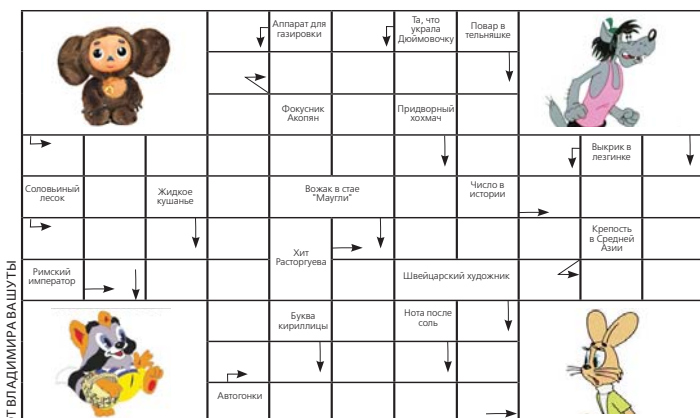 Аппарат для
газировки
Та, что
украла
Дюймовочку
Повар в
тельняшке
Фокусник
Акопян
Придворный
хохмач
Выкрик в
лезгинке
Соловьиный
лесок
Жидкое
кушанье
Вожак в стае
"Маугли"
Число в
истории
Хит
Расторгуева
Крепость
в Средней
Азии
Римский
император
Швейцарский художник
Буква
кириллицы
Нота после
соль
Автогонки
Т ВЛАДИМИРА ВАШУТЫ